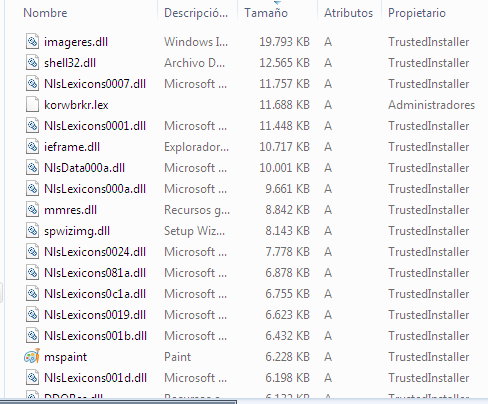 Nombre Descripció... Tamaño Atributos Propietario
imageres.dll Windows I... 19.793 KB A TrustedInstaller
shell32.dll Archivo D... 12.565 KB A TrustedInstaller
NlsLexicons0007.dll Microsoft ... 11.757 KB A TrustedInstaller
korwbrkr.lex 11.688 KB A Administradores
NlsLexicons0001.dll Microsoft ... 11.448 KB A TrustedInstaller
ieframe.dll Explorador... 10.717 KB A TrustedInstaller
NlsData000a.dll Microsoft ... 10.001 KB A TrustedInstaller
NlsLexicons000a.dll Microsoft ... 9.661 KB A TrustedInstaller
mmres.dll Recursos g... 8.842 KB A TrustedInstaller
spwizimg.dll Setup Wiz... 8.143 KB A TrustedInstaller
NlsLexicons0024.dll Microsoft ... 7.778 KB A TrustedInstaller
NlsLexicons081a.dll Microsoft ... 6.878 KB A TrustedInstaller
NlsLexicons0c1a.dll Microsoft ... 6.755 KB A TrustedInstaller
NlsLexicons0019.dll Microsoft ... 6.623 KB A TrustedInstaller
NlsLexicons001b.dll Microsoft ... 6.432 KB A TrustedInstaller
mspaint Paint 6.228 KB A TrustedInstaller
NlsLexicons001d.dll Microsoft ... 6.198 KB A TrustedInstaller